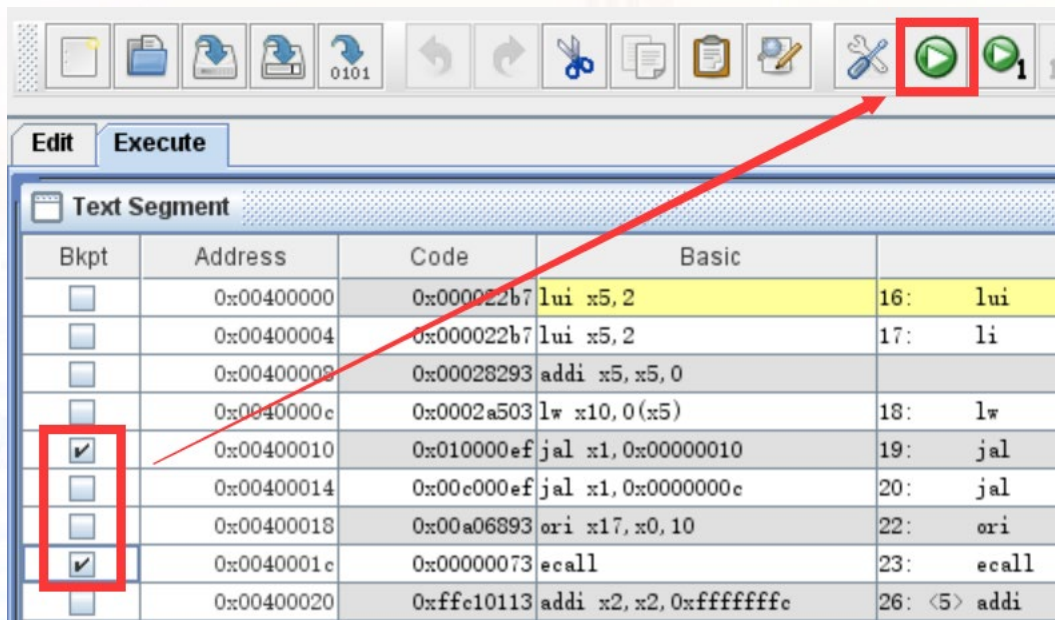 0101
1
Edit Execute
Text Segment
Bkpt Address Code Basic
0x00400000 0x000022b7 lui x5,2 16: lui
0x00400004 0x000022b7 lui x5,2 17: li
0x00400008 0x00028293 addi x5,x5,0
0x0040000c 0x0002a503 lw x10,0(x5) 18: lw
0x00400010 0x010000ef jal x1,0x00000010 19: jal
0x00400014 0x00c000ef jal x1,0x0000000c 20: jal
0x00400018 0x00a06893 ori x17,x0,10 22: ori
0x0040001c 0x00000073 ecall 23: ecall
0x00400020 0xffc10113 addi x2,x2,0xfffffffc 26: <5> addi